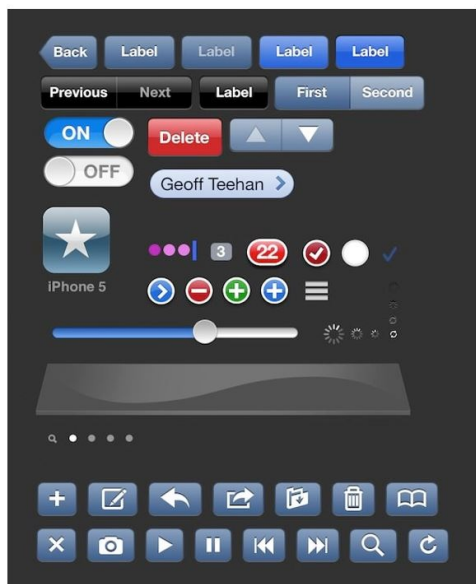 Back Label Label Label Label
Previous Next Label First Second
ON Delete
OFF
Geoff Teehan
3 22
iPhone 5